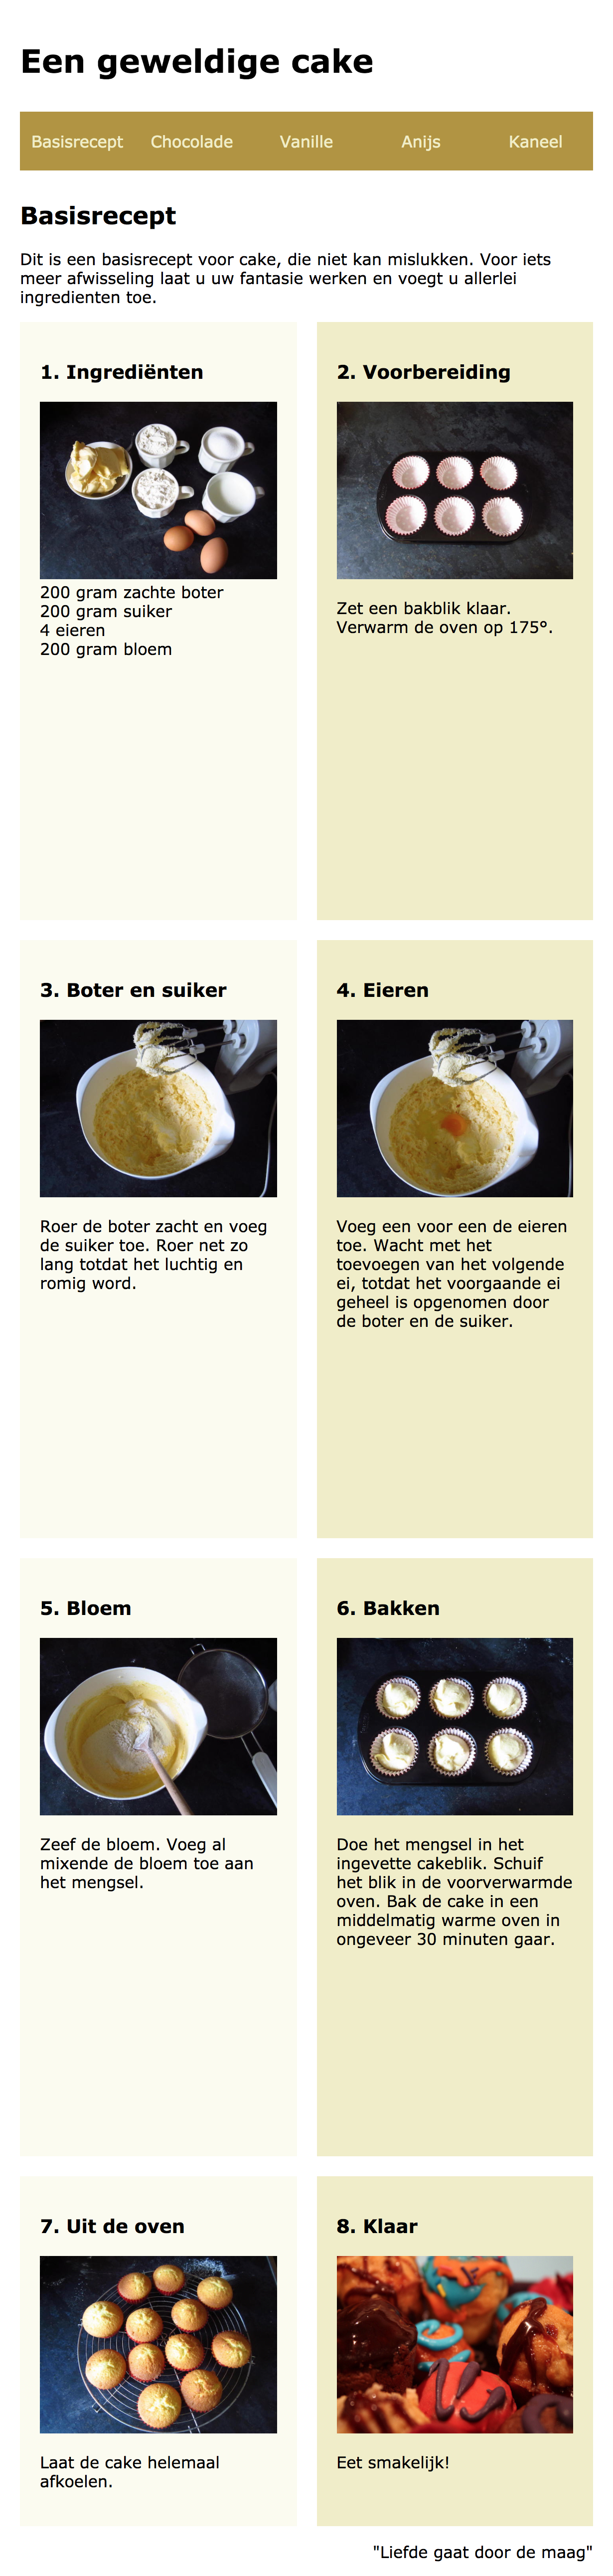 Een geweldige cake
Basisrecept Chocolade Vanille Anijs Kaneel
Basisrecept
Dit is een basisrecept voor cake, die niet kan mislukken. Voor iets
meer afwisseling laat u uw fantasie werken en voegt u allerlei
ingredienten toe.
1. Ingrediënten
200 gram zachte boter
200 gram suiker
4 eieren
200 gram bloem
2. Voorbereiding
Zet een bakblik klaar.
Verwarm de oven op 175°.
3. Boter en suiker
Roer de boter zacht en voeg
de suiker toe. Roer net zo
lang totdat het luchtig en
romig word.
4. Eieren
Voeg een voor een de eieren
toe. Wacht met het
toevoegen van het volgende
ei, totdat het voorgaande ei
geheel is opgenomen door
de boter en de suiker.
5. Bloem
Zeef de bloem. Voeg al
mixende de bloem toe aan
het mengsel.
6. Bakken
Doe het mengsel in het
ingevette cakeblik. Schuif
het blik in de voorverwarmde
oven. Bak de cake in een
middelmatig warme oven in
ongeveer 30 minuten gaar.
7. Uit de oven
Laat de cake helemaal
afkoelen.
8. Klaar
Eet smakelijk!
"Liefde gaat door de maag"